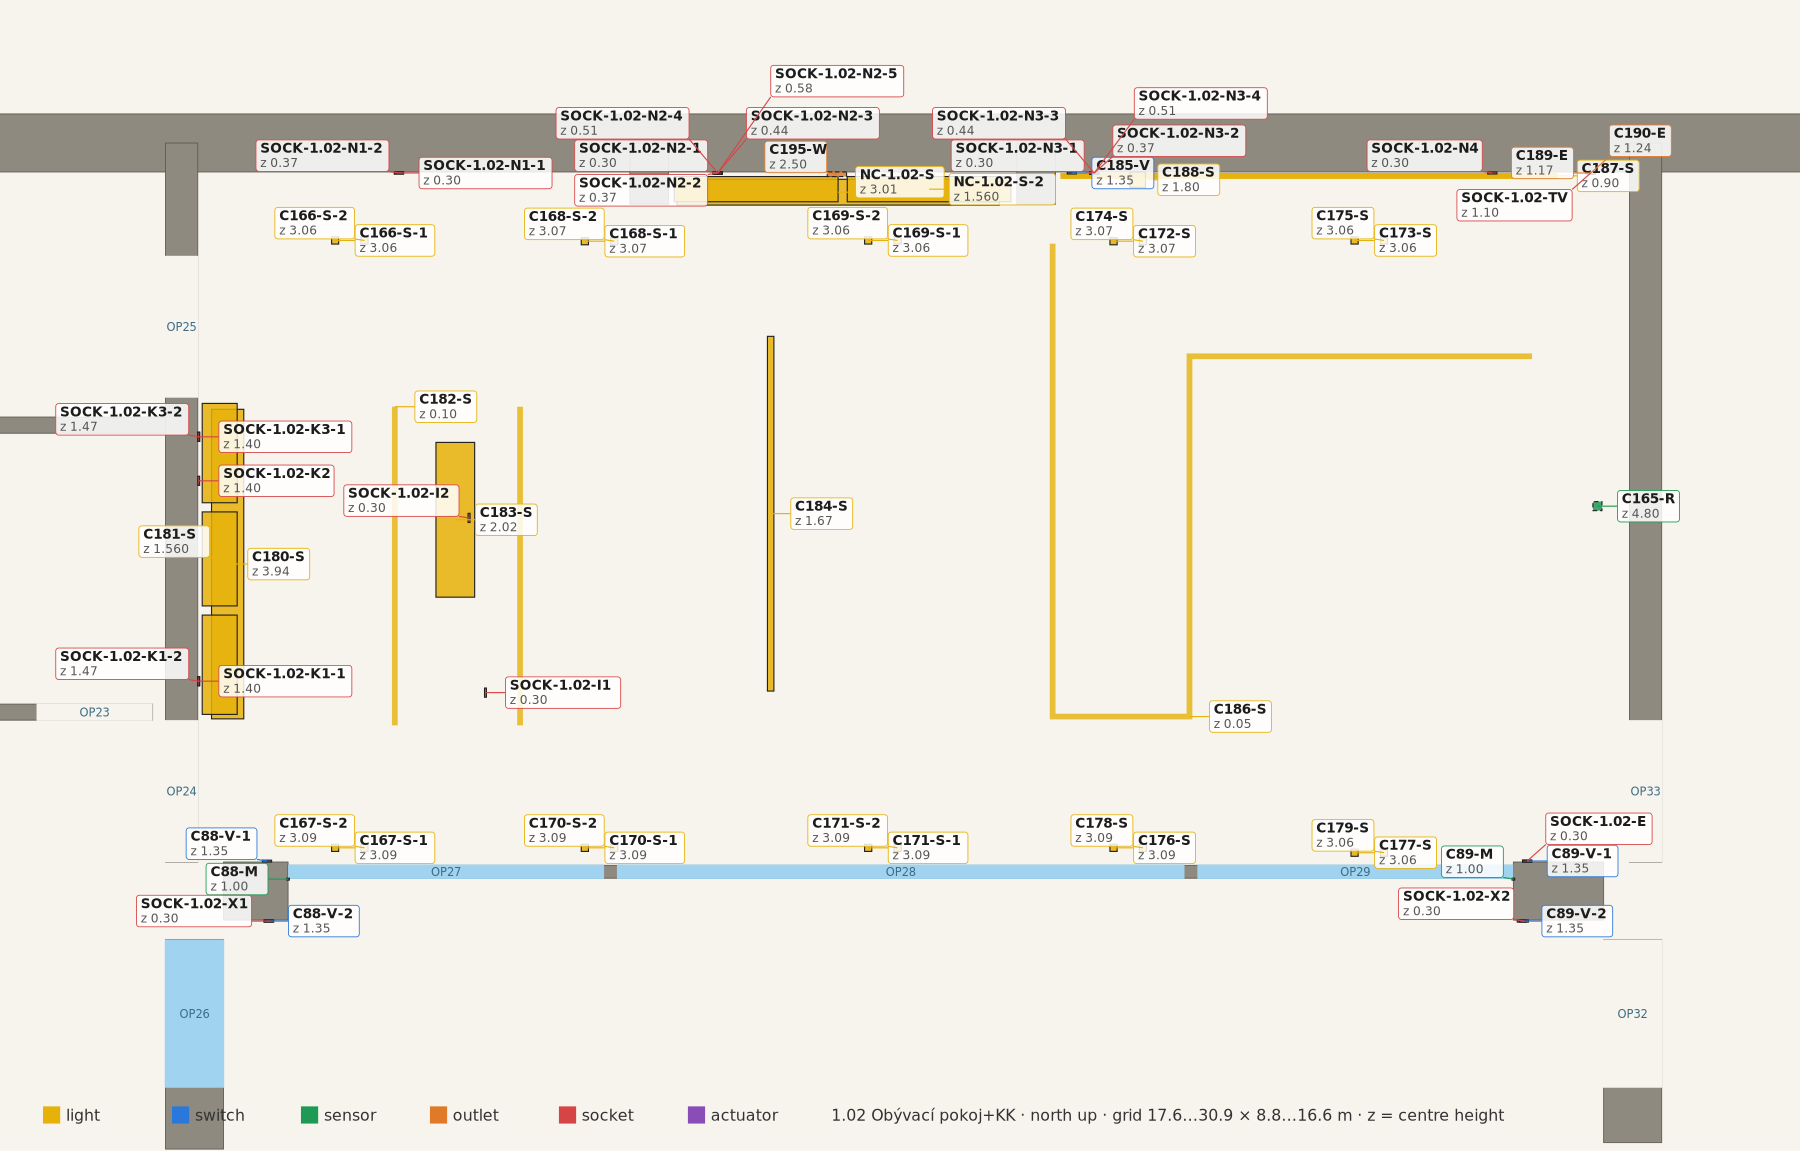 SOCK-1.02-N2-5
z 0.58
SOCK-1.02-N3-4
z 0.51
SOCK-1.02-N2-4
z 0.51
SOCK-1.02-N2-3
z 0.44
SOCK-1.02-N3-3
z 0.44
SOCK-1.02-N3-2
z 0.37
C190-E
z 1.24
SOCK-1.02-N1-2
z 0.37
SOCK-1.02-N2-1
z 0.30
C195-W
z 2.50
SOCK-1.02-N3-1
z 0.30
SOCK-1.02-N4
z 0.30
C189-E
z 1.17
SOCK-1.02-N1-1
z 0.30
C185-V
z 1.35
C188-S
z 1.80
C187-S
z 0.90
NC-1.02-S
z 3.01
NC-1.02-S-2
z 1.560
SOCK-1.02-N2-2
z 0.37
SOCK-1.02-TV
z 1.10
C166-S-2
z 3.06
C166-S-1
z 3.06
C168-S-2
z 3.07
C168-S-1
z 3.07
C169-S-2
z 3.06
C169-S-1
z 3.06
C174-S
z 3.07
C172-S
z 3.07
C175-S
z 3.06
C173-S
z 3.06
OP25
C182-S
z 0.10
SOCK-1.02-K3-2
z 1.47
SOCK-1.02-K3-1
z 1.40
SOCK-1.02-K2
z 1.40
SOCK-1.02-I2
z 0.30
C183-S
z 2.02
C184-S
z 1.67
C165-R
z 4.80
C181-S
z 1.560
C180-S
z 3.94
SOCK-1.02-K1-2
z 1.47
SOCK-1.02-K1-1
z 1.40
SOCK-1.02-I1
z 0.30
C186-S
z 0.05
OP23
OP24
OP33
C88-V-1
z 1.35
C167-S-2
z 3.09
C167-S-1
z 3.09
C170-S-2
z 3.09
C170-S-1
z 3.09
C171-S-2
z 3.09
C171-S-1
z 3.09
C178-S
z 3.09
C176-S
z 3.09
C179-S
z 3.06
C177-S
z 3.06
SOCK-1.02-E
z 0.30
C89-M
z 1.00
C89-V-1
z 1.35
C88-M
z 1.00
OP27
OP28
OP29
SOCK-1.02-X1
z 0.30
C88-V-2
z 1.35
SOCK-1.02-X2
z 0.30
C89-V-2
z 1.35
OP26
OP32
light
switch
sensor
outlet
socket
actuator
1.02 Obývací pokoj+KK · north up · grid 17.6…30.9 × 8.8…16.6 m · z = centre height